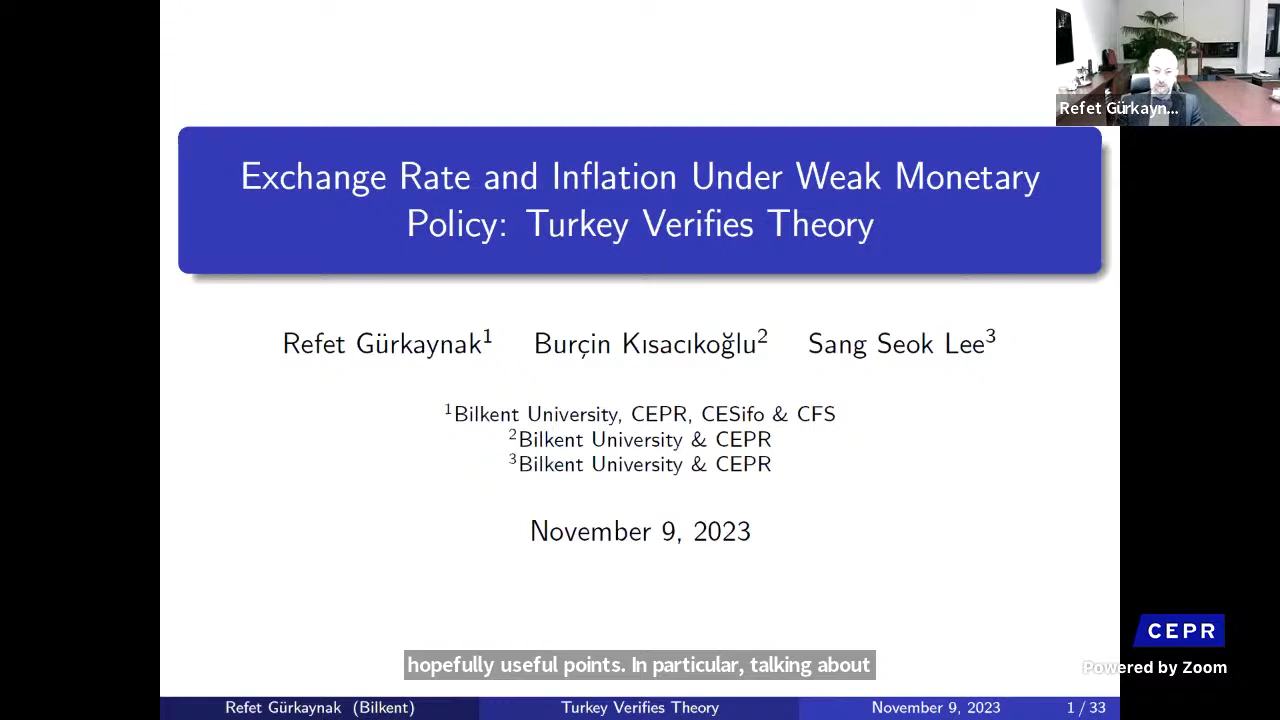 Refet Gürkayn...
Exchange Rate and Inflation Under Weak Monetary
Policy: Turkey Verifies Theory
Refet Gürkaynak¹ Burçin Kısacıkoğlu² Sang Seok Lee³
¹Bilkent University, CEPR, CESifo & CFS
²Bilkent University & CEPR
³Bilkent University & CEPR
November 9, 2023
hopefully useful points. In particular, talking about
CEPR
Powered by Zoom
Refet Gürkaynak (Bilkent) Turkey Verifies Theory November 9, 2023 1 / 33